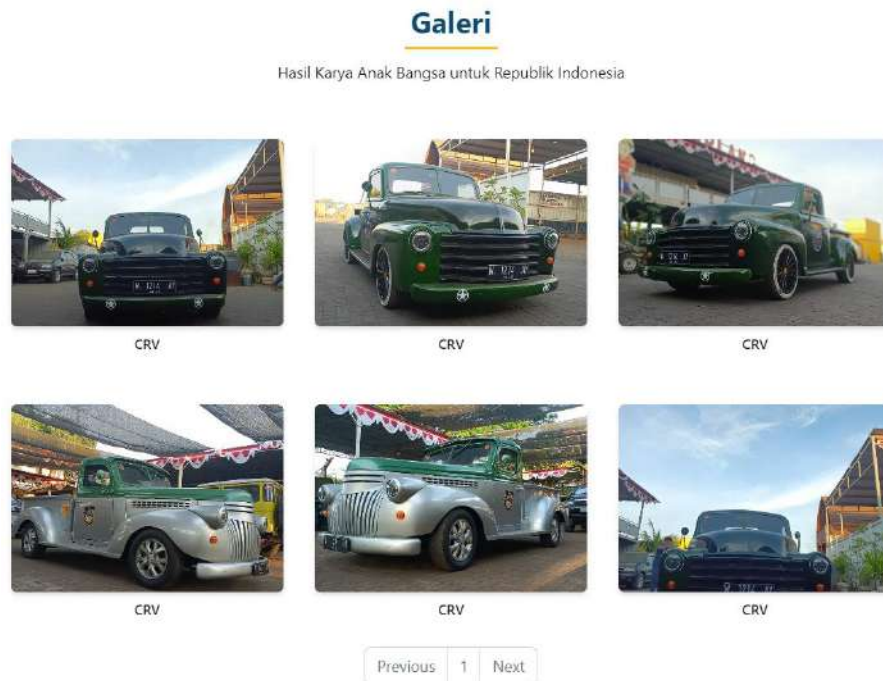 Galeri
Hasil Karya Anak Bangsa untuk Republik Indonesia
CRV
CRV
CRV
CRV
CRV
CRV
Previous 1 Next